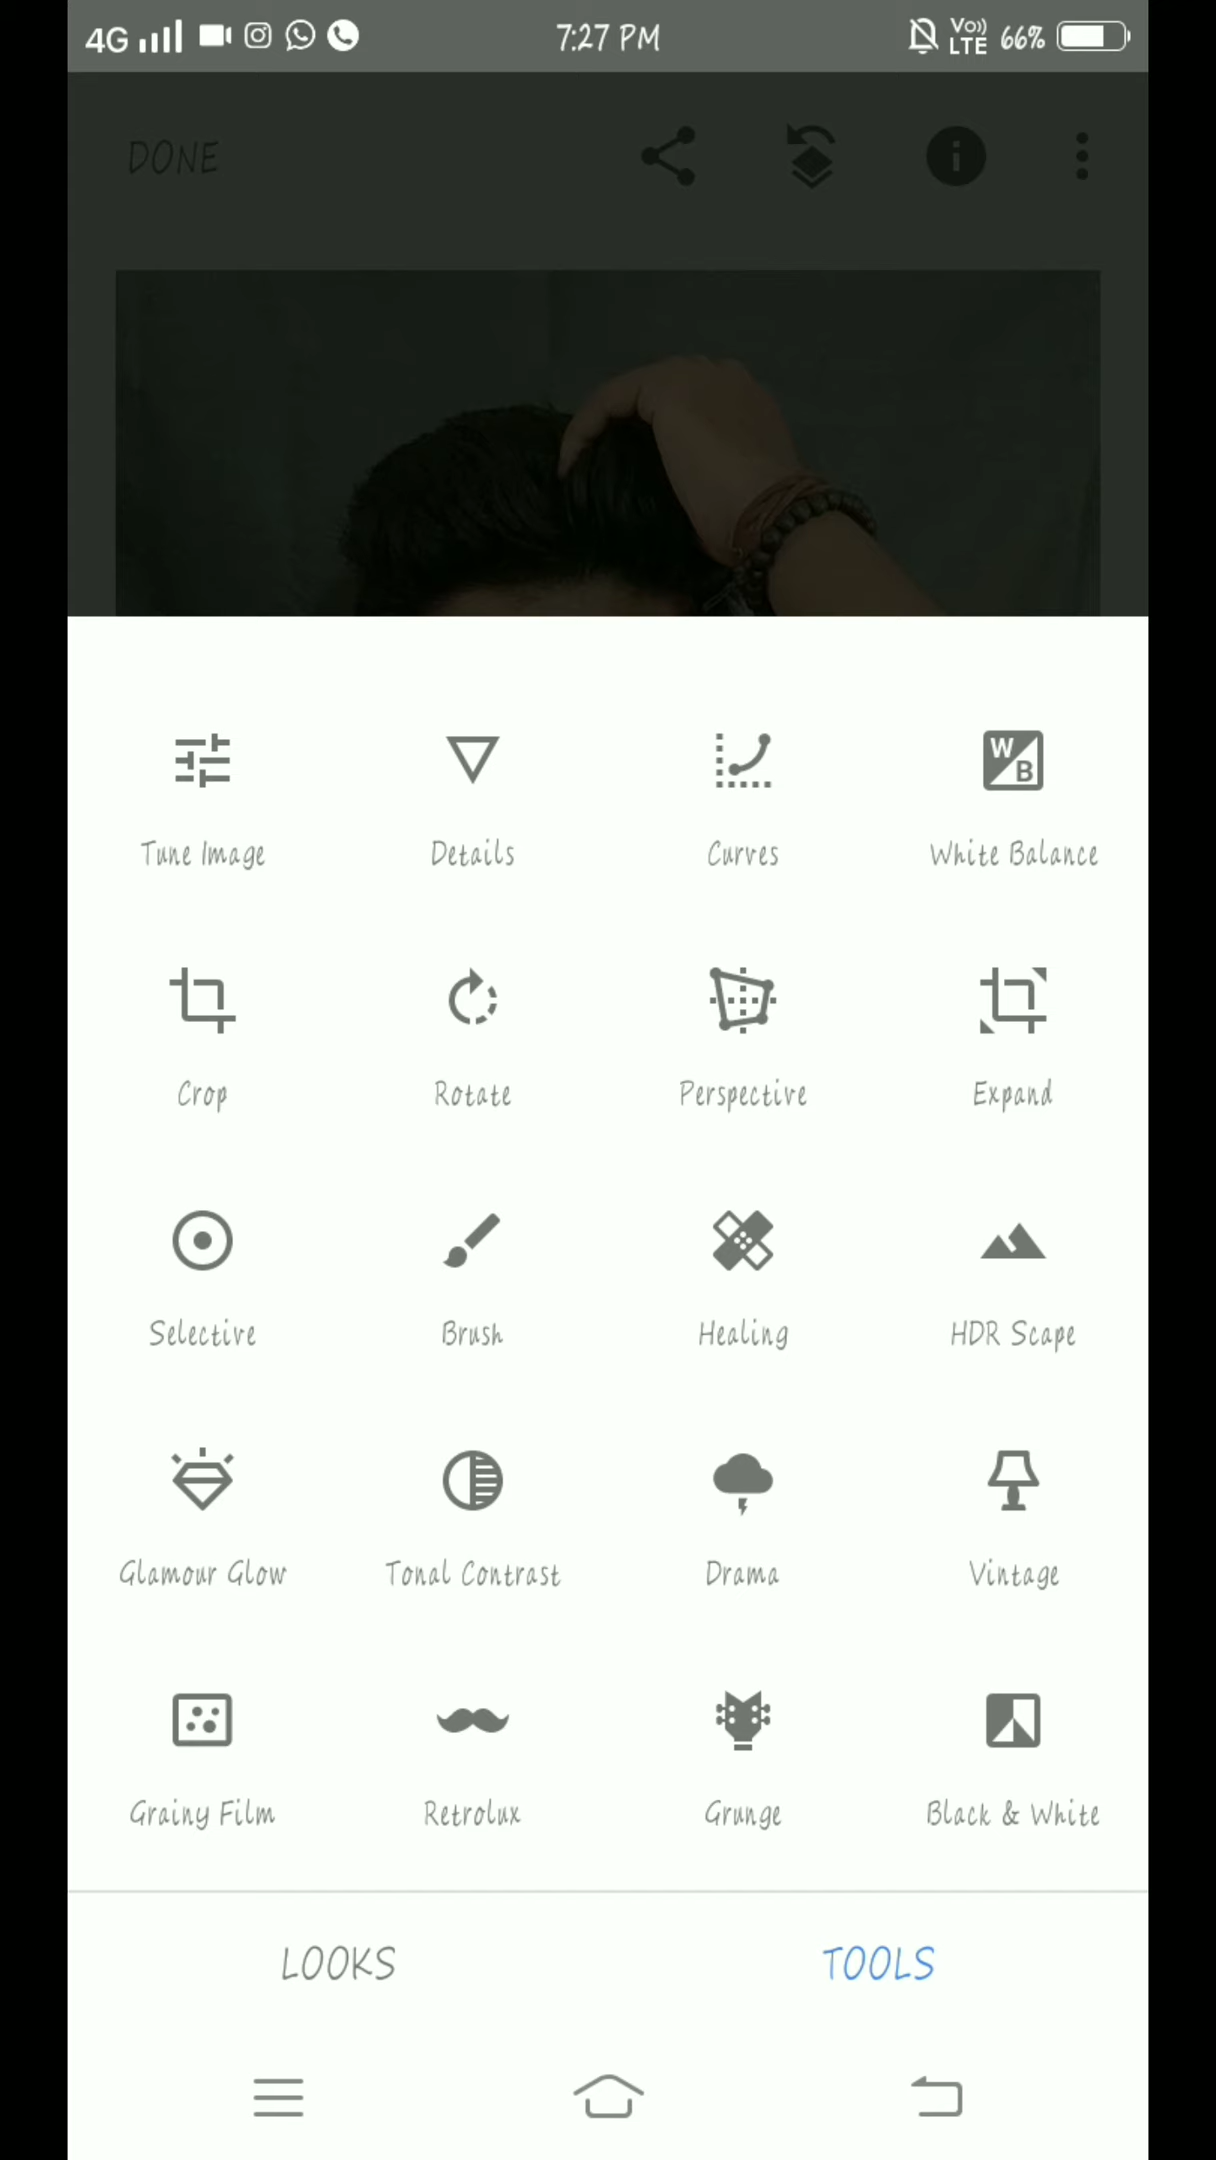 4G 7:27 PM Vo)) LTE 66%
DONE
Tune Image Details Curves W B White Balance
Crop Rotate Perspective Expand
Selective Brush Healing HDR Scape
Glamour Glow Tonal Contrast Drama Vintage
Grainy Film Retrolux Grunge Black & White
LOOKS TOOLS